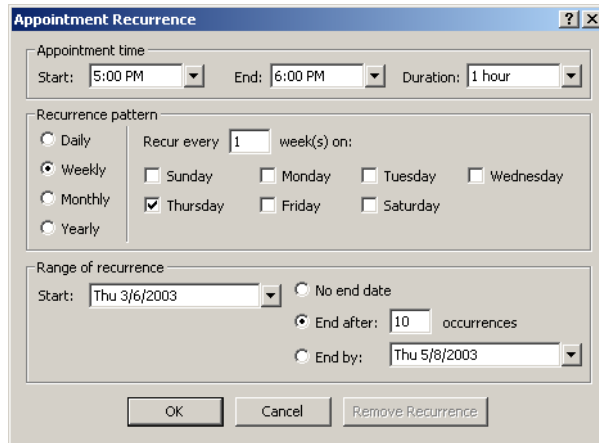 Appointment Recurrence
Appointment time
Start: 5:00 PM End: 6:00 PM Duration: 1 hour
Recurrence pattern
Daily Recur every 1 week(s) on:
Weekly Sunday Monday Tuesday Wednesday
Monthly Thursday Friday Saturday
Yearly
Range of recurrence
Start: Thu 3/6/2003 No end date
End after: 10 occurrences
End by: Thu 5/8/2003
OK Cancel Remove Recurrence